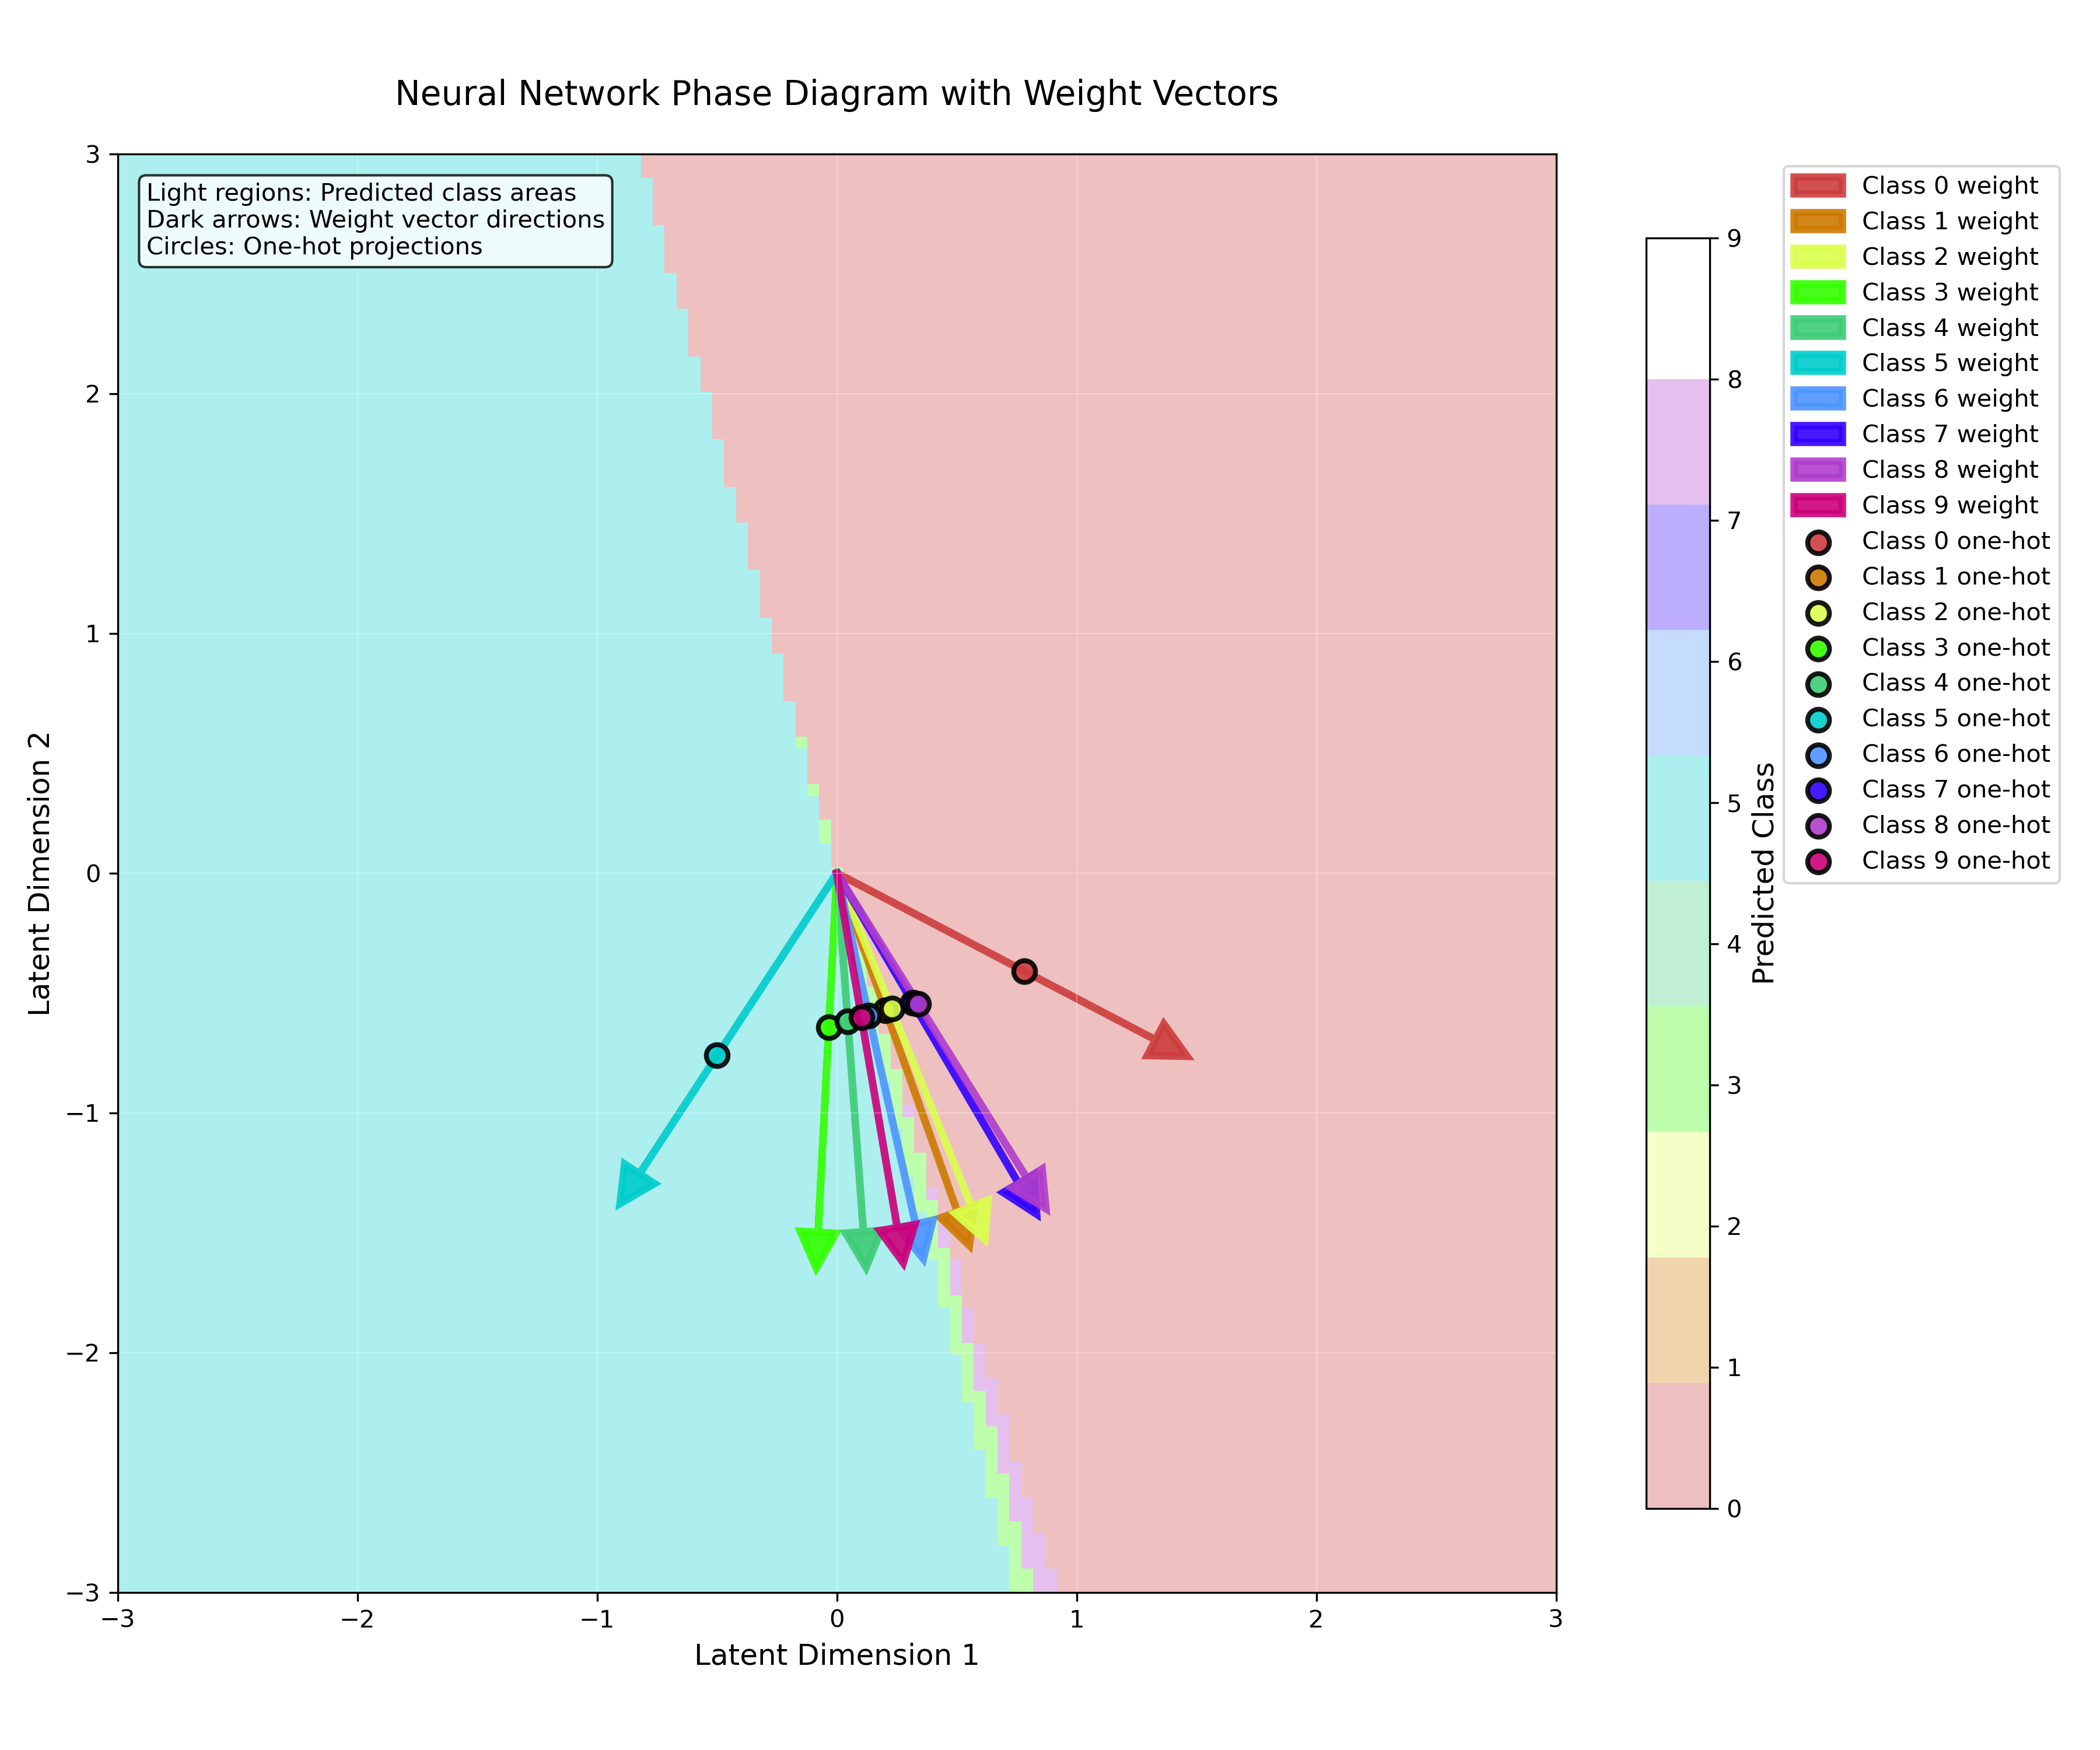 Neural Network Phase Diagram with Weight Vectors
Light regions: Predicted class areas
Dark arrows: Weight vector directions
Circles: One-hot projections
3
2
1
0
−1
−2
−3
Latent Dimension 2
−3
−2
−1
0
1
2
3
Latent Dimension 1
9
8
7
6
5
4
3
2
1
0
Predicted Class
Class 0 weight
Class 1 weight
Class 2 weight
Class 3 weight
Class 4 weight
Class 5 weight
Class 6 weight
Class 7 weight
Class 8 weight
Class 9 weight
Class 0 one-hot
Class 1 one-hot
Class 2 one-hot
Class 3 one-hot
Class 4 one-hot
Class 5 one-hot
Class 6 one-hot
Class 7 one-hot
Class 8 one-hot
Class 9 one-hot